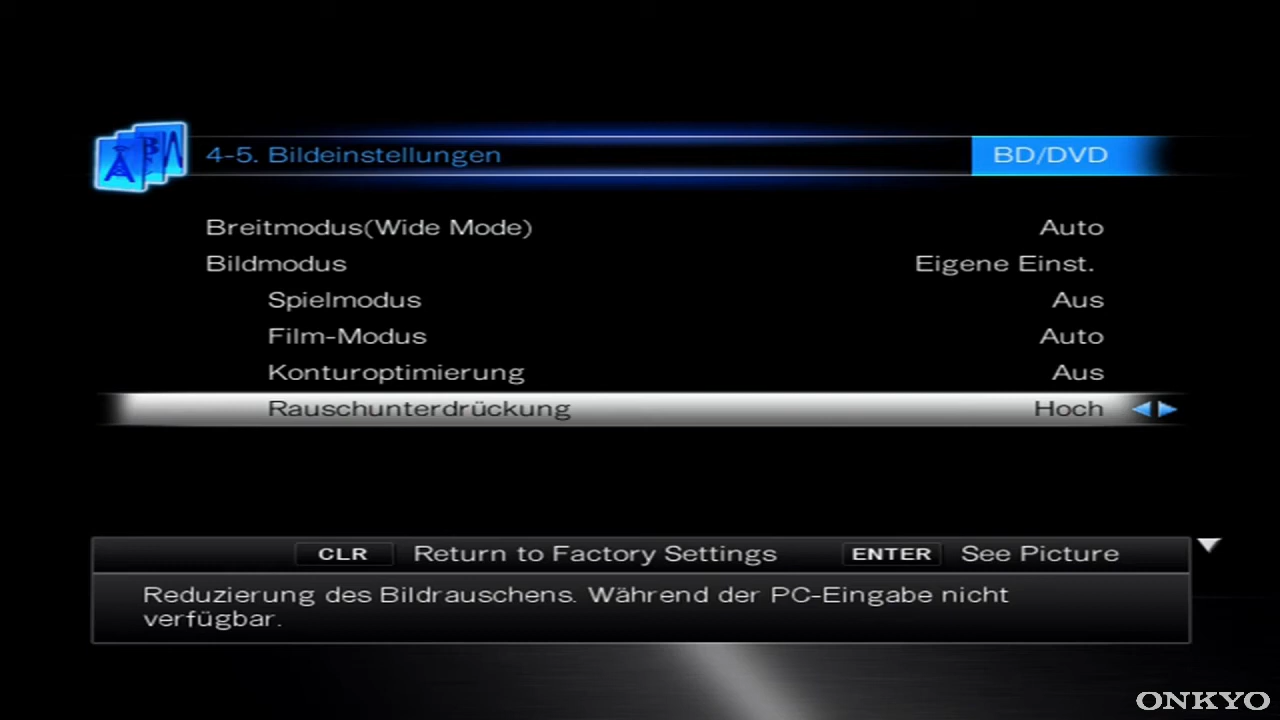 4-5. Bildeinstellungen BD/DVD
Breitmodus(Wide Mode) Auto
Bildmodus Eigene Einst.
Spielmodus Aus
Film-Modus Auto
Konturoptimierung Aus
Rauschunterdrückung Hoch
CLR Return to Factory Settings ENTER See Picture
Reduzierung des Bildrauschens. Während der PC-Eingabe nicht
verfügbar.
ONKYO